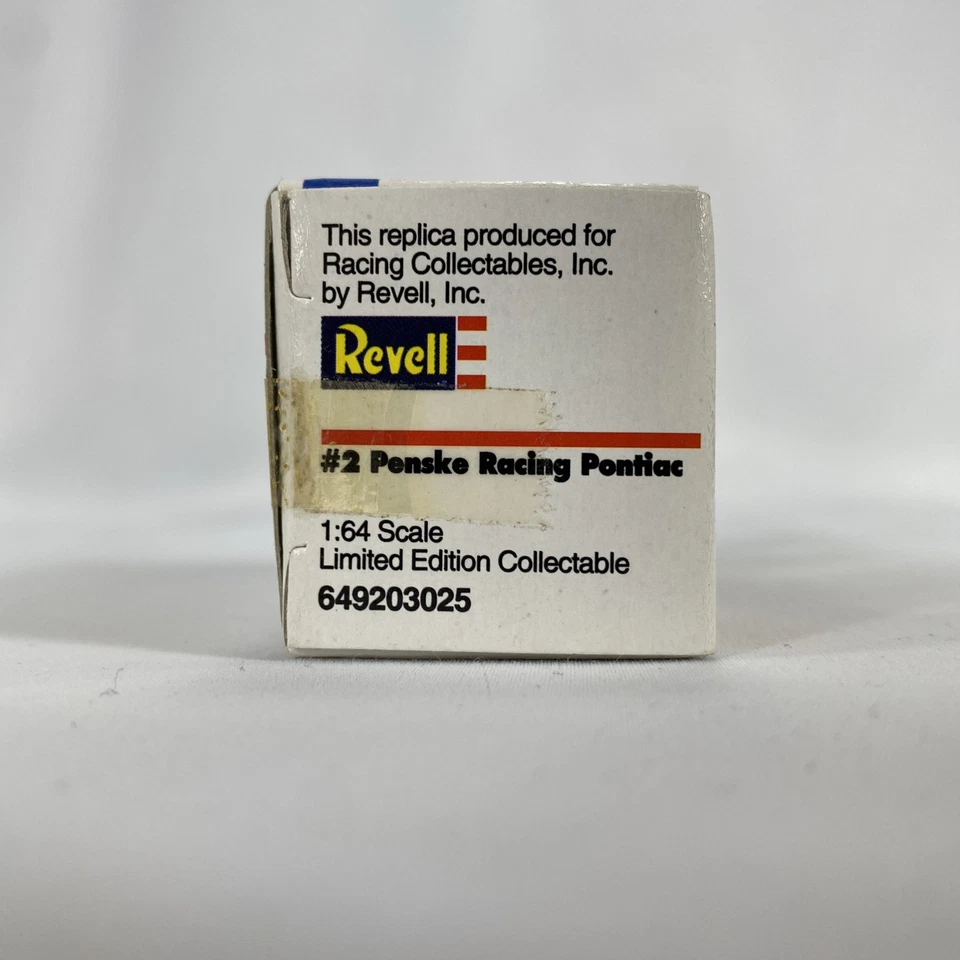 This replica produced for
Racing Collectables, Inc.
by Revell, Inc.
Revell
#2 Penske Racing Pontiac
1:64 Scale
Limited Edition Collectable
649203025